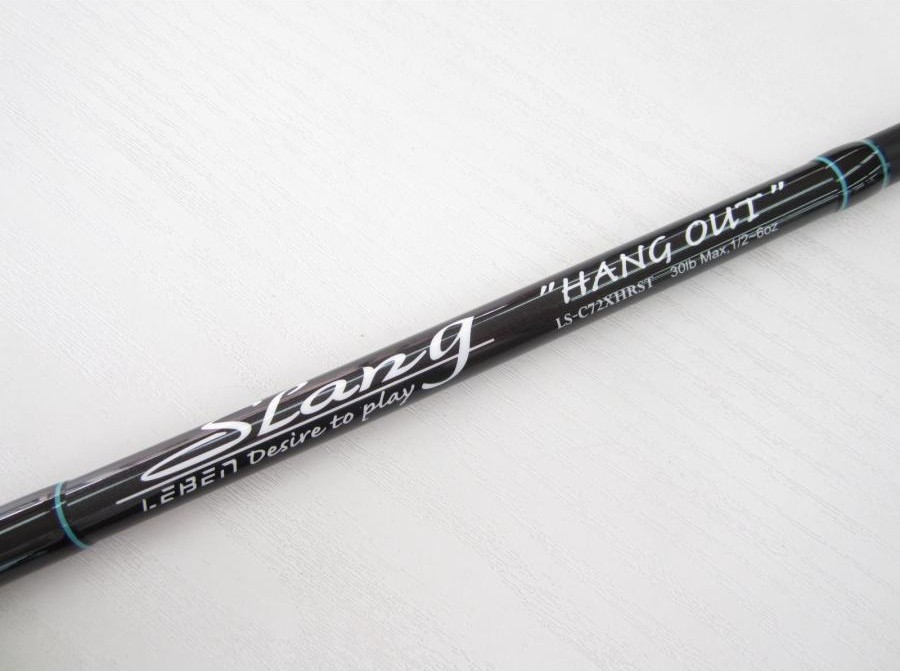 Slang
LEBEN Desire to play
"HANG OUT"
LS-C72XHRST 30lb Max,1/2~6oz